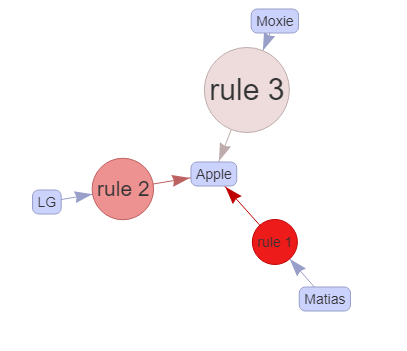 Moxie
rule 3
Apple
rule 2
LG
rule 1
Matias